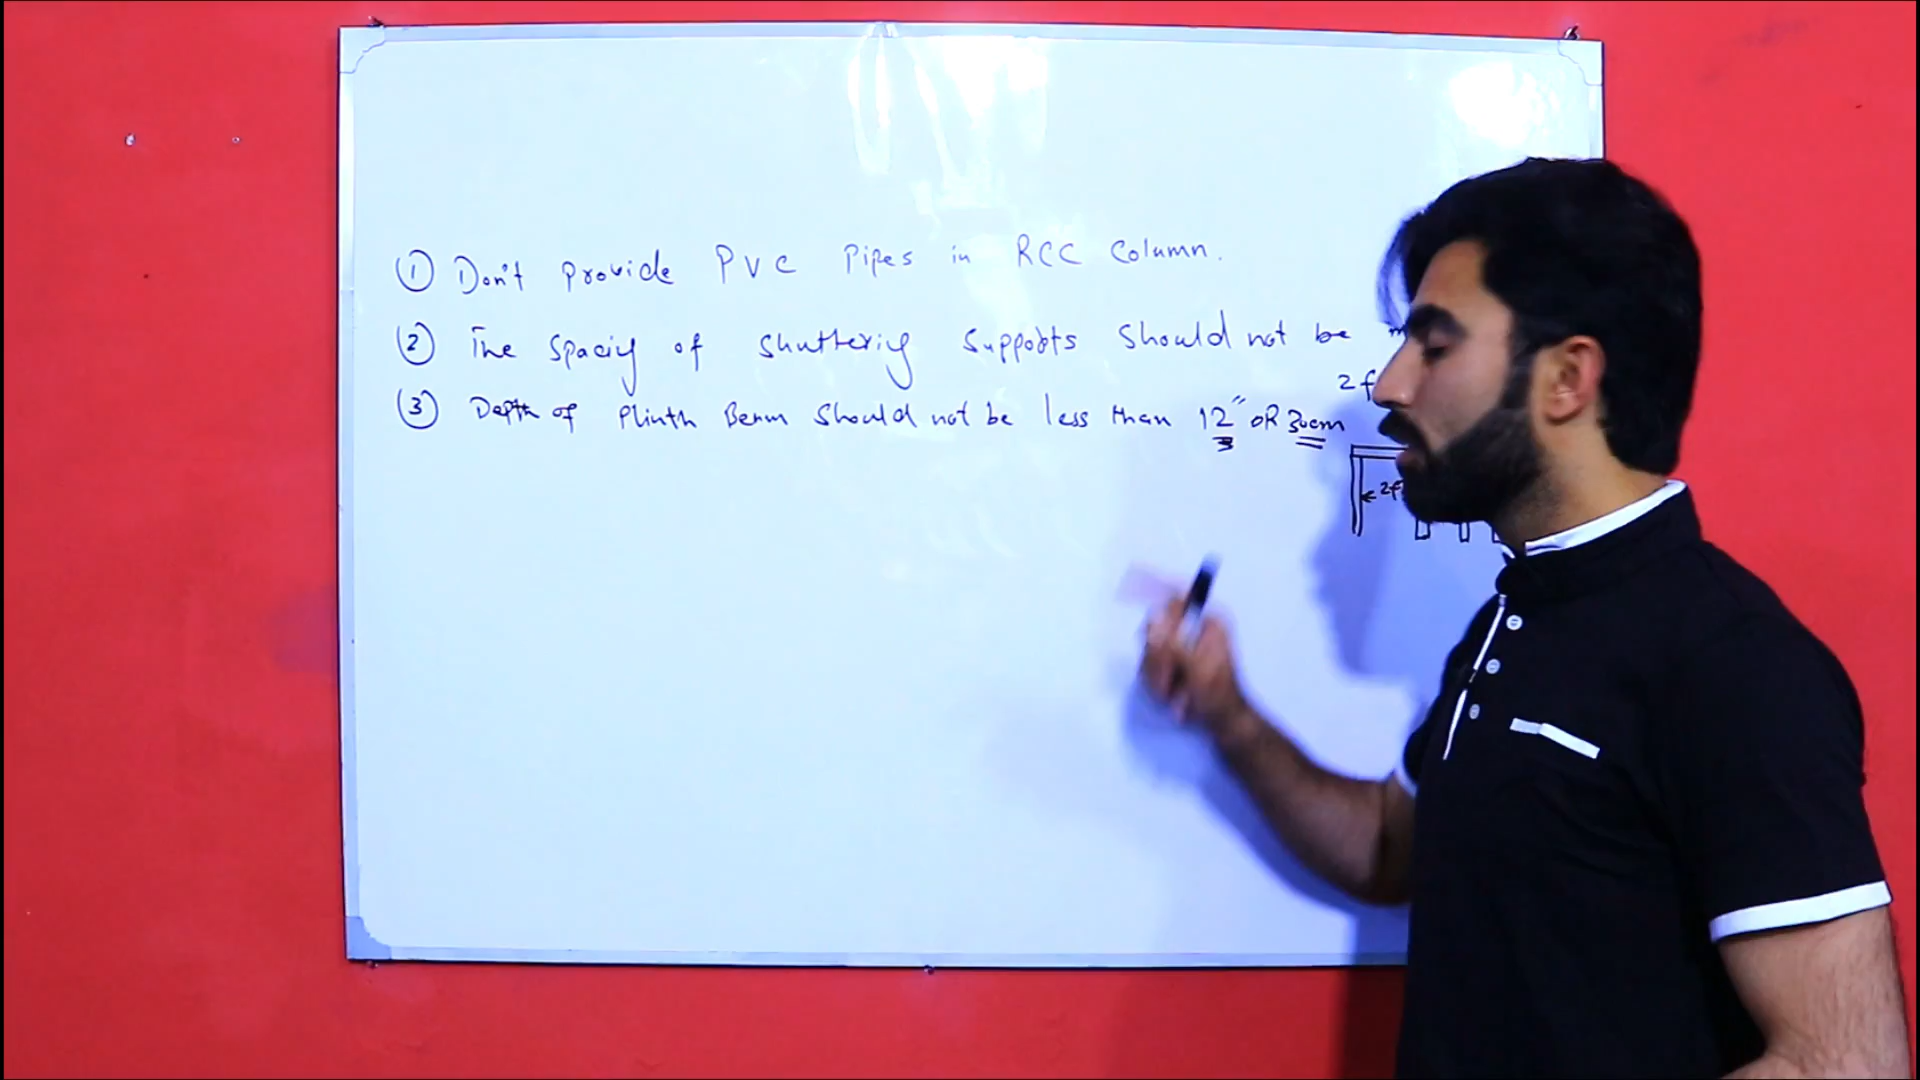 ① Don't provide PVC Pipes in RCC Column.
② The spacing of shuttering supports should not be
2
③ Depth of Plinth Beam should not be less than 12" OR 30cm
2f